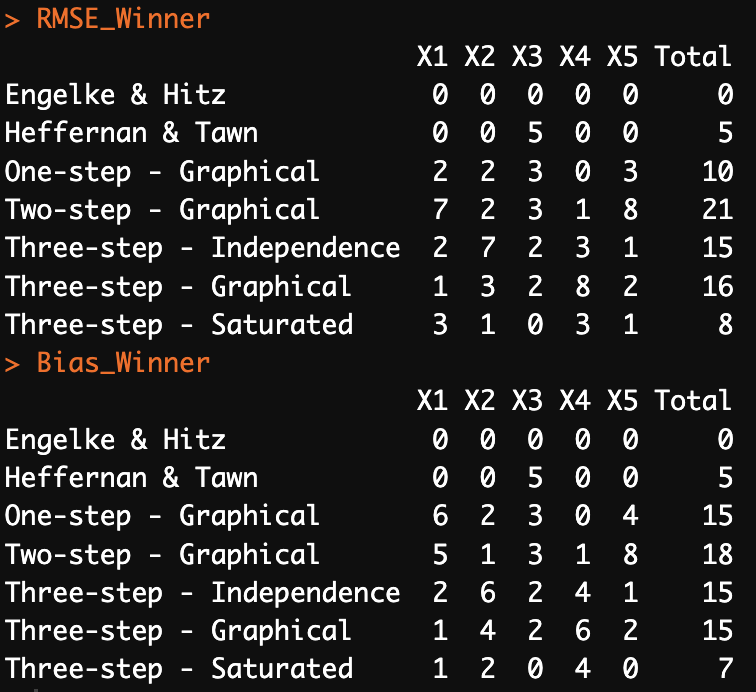 > RMSE_Winner
                          X1 X2 X3 X4 X5 Total
Engelke & Hitz             0  0  0  0  0     0
Heffernan & Tawn           0  0  5  0  0     5
One-step - Graphical       2  2  3  0  3    10
Two-step - Graphical       7  2  3  1  8    21
Three-step - Independence  2  7  2  3  1    15
Three-step - Graphical     1  3  2  8  2    16
Three-step - Saturated     3  1  0  3  1     8
> Bias_Winner
                          X1 X2 X3 X4 X5 Total
Engelke & Hitz             0  0  0  0  0     0
Heffernan & Tawn           0  0  5  0  0     5
One-step - Graphical       6  2  3  0  4    15
Two-step - Graphical       5  1  3  1  8    18
Three-step - Independence  2  6  2  4  1    15
Three-step - Graphical     1  4  2  6  2    15
Three-step - Saturated     1  2  0  4  0     7